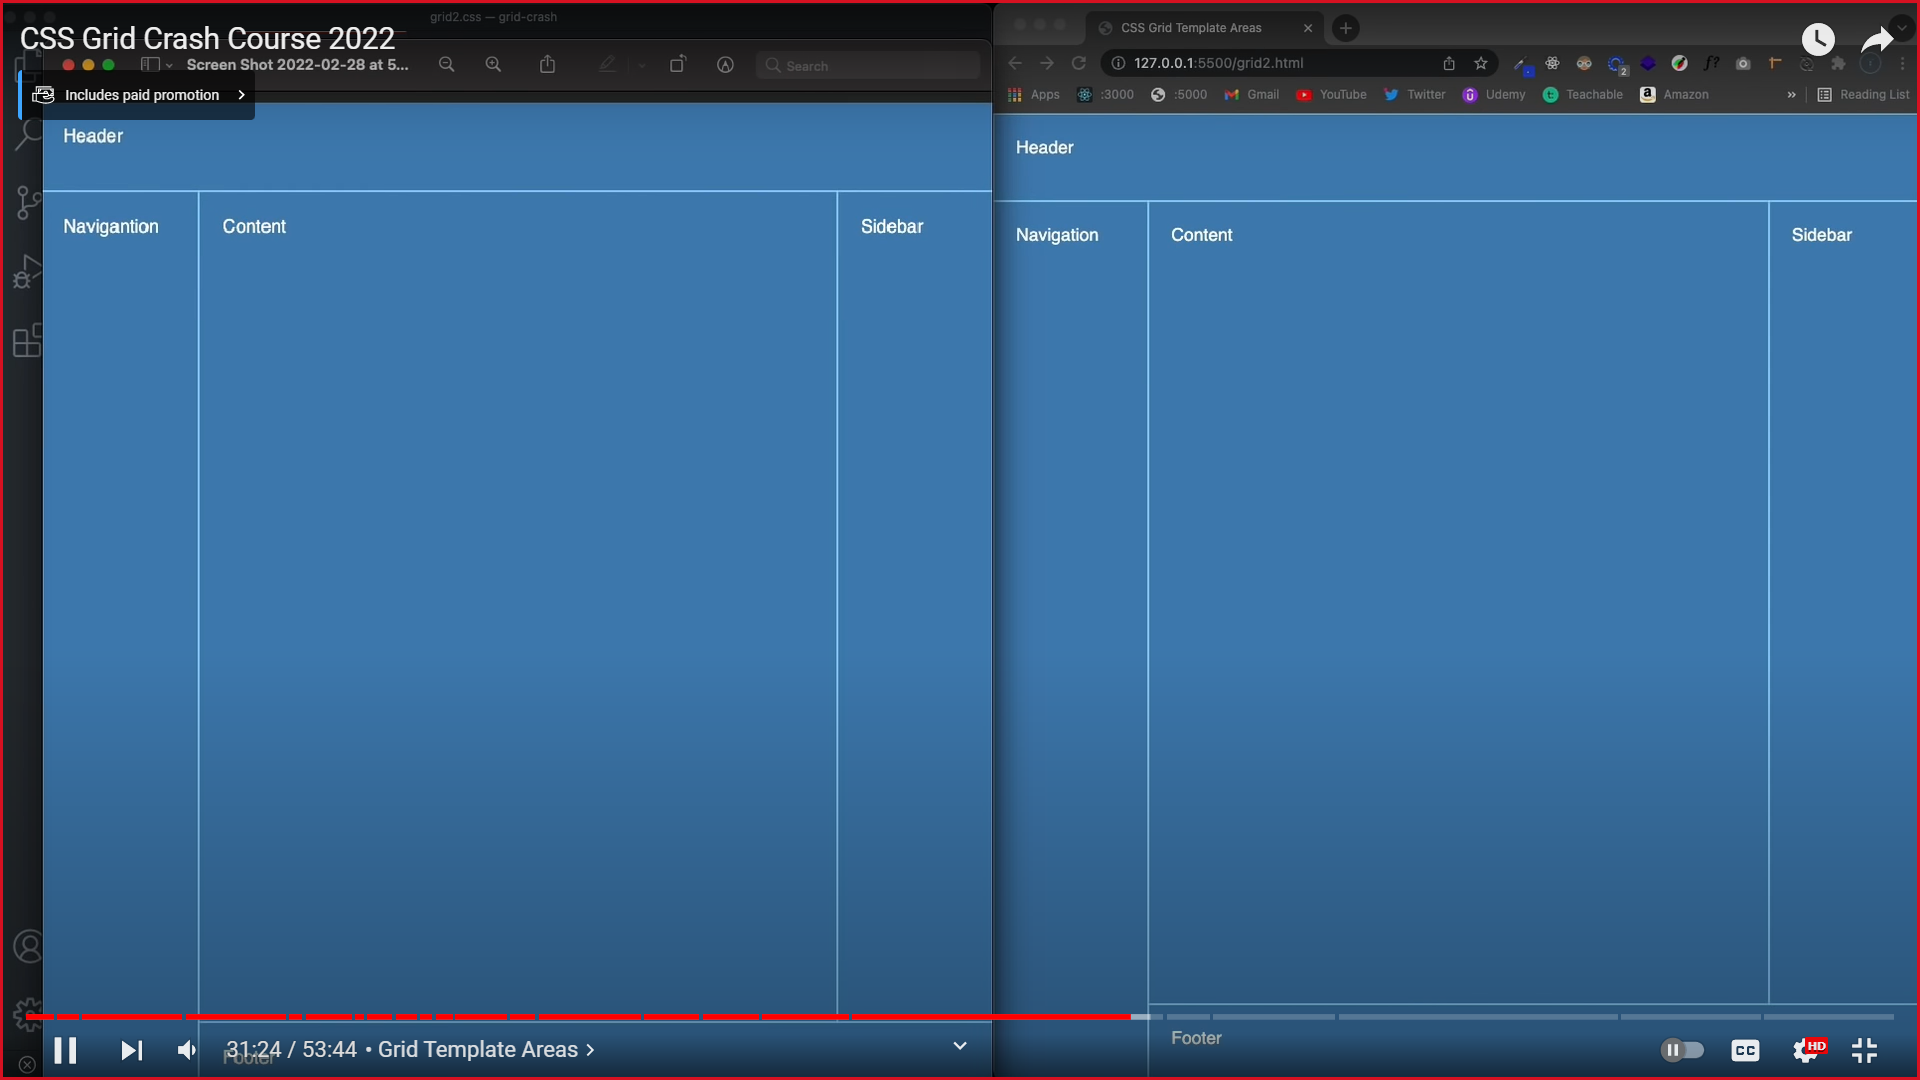 grid2.css — grid-crash
CSS Grid Crash Course 2022
Screen Shot 2022-02-28 at 5...
Search
Includes paid promotion
Header
Navigantion
Content
Sidebar
Footer
CSS Grid Template Areas
127.0.0.1:5500/grid2.html
f?
2
Apps
:3000
:5000
Gmail
YouTube
Twitter
Udemy
Teachable
Amazon
»
Reading List
Header
Navigation
Content
Sidebar
Footer
31:24 / 53:44 • Grid Template Areas
CC
HD